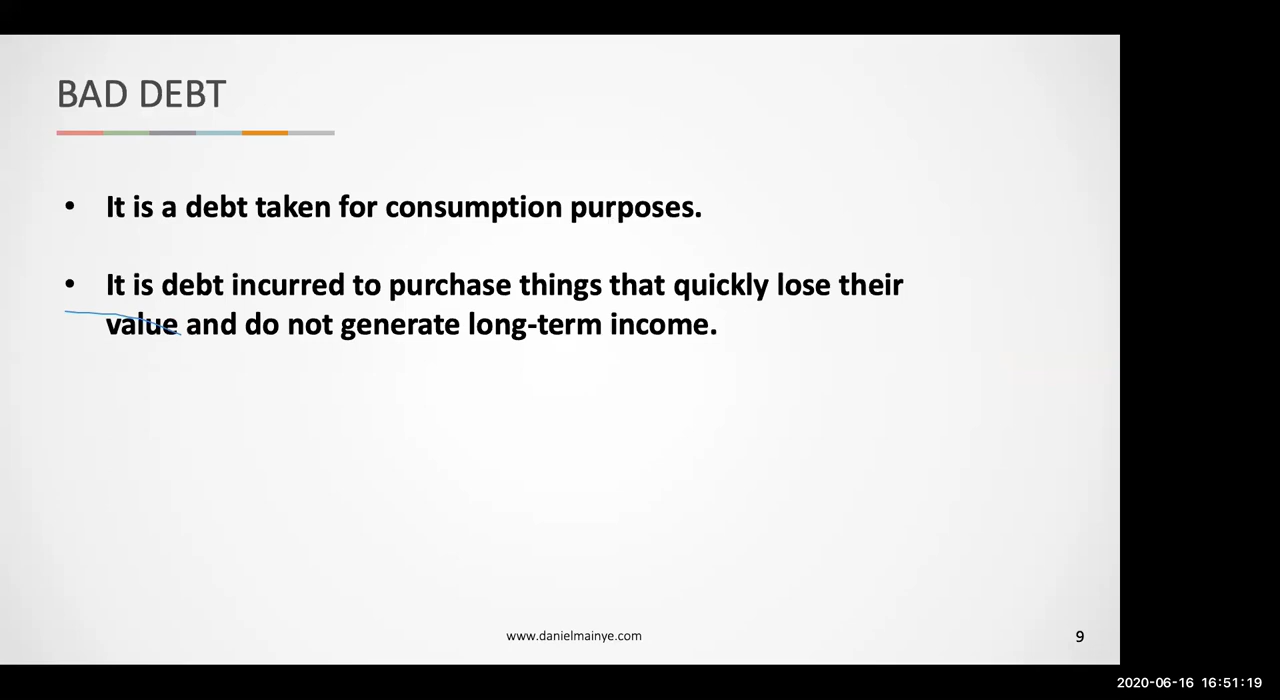 BAD DEBT
• It is a debt taken for consumption purposes.
• It is debt incurred to purchase things that quickly lose their
value and do not generate long-term income.
www.danielmainye.com
9
2020-06-16 16:51:19